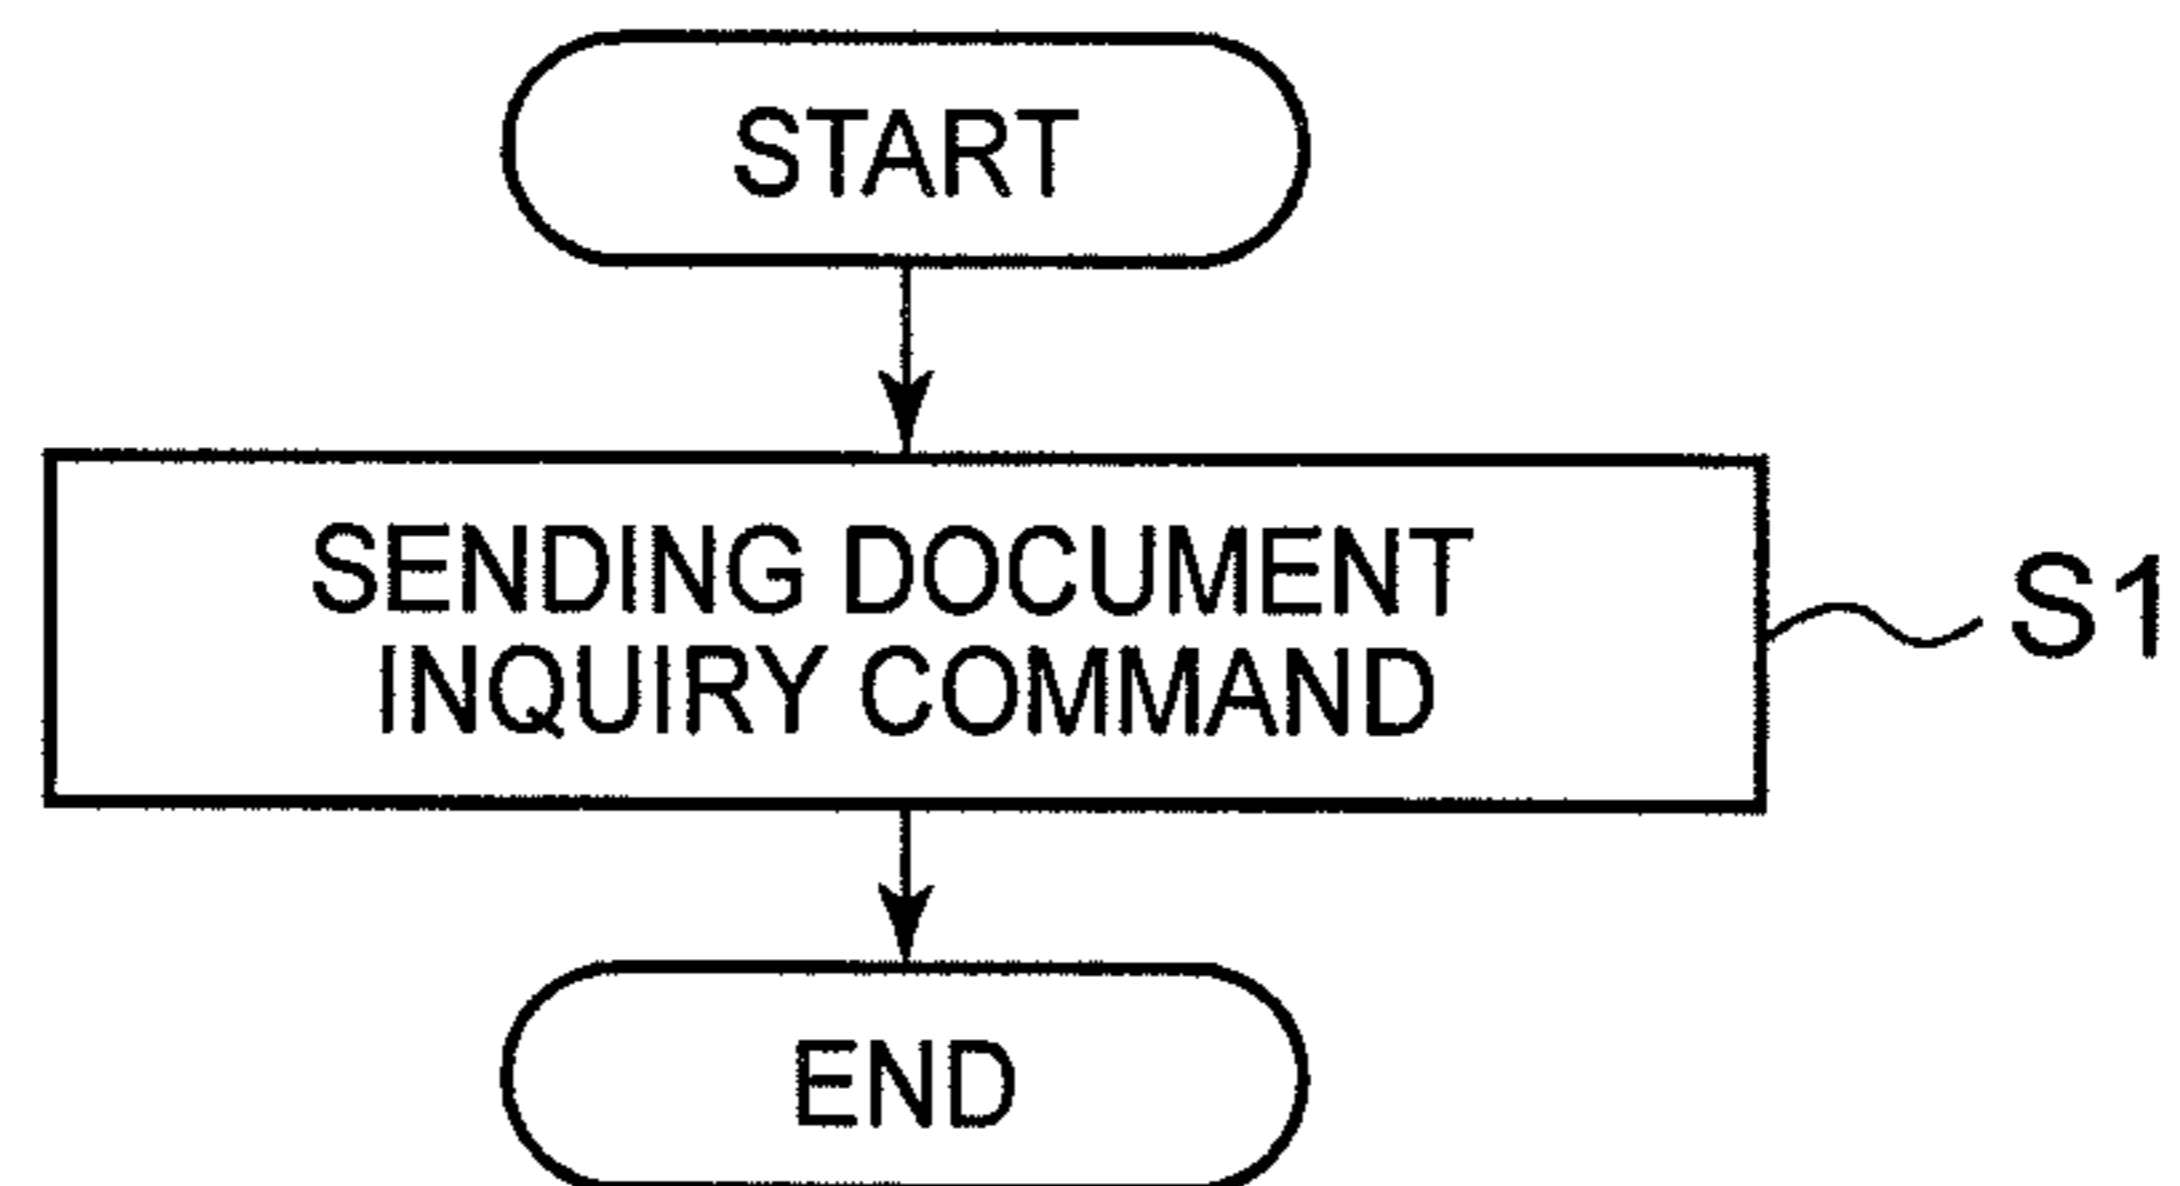 START
SENDING DOCUMENT
INQUIRY COMMAND
S1
END